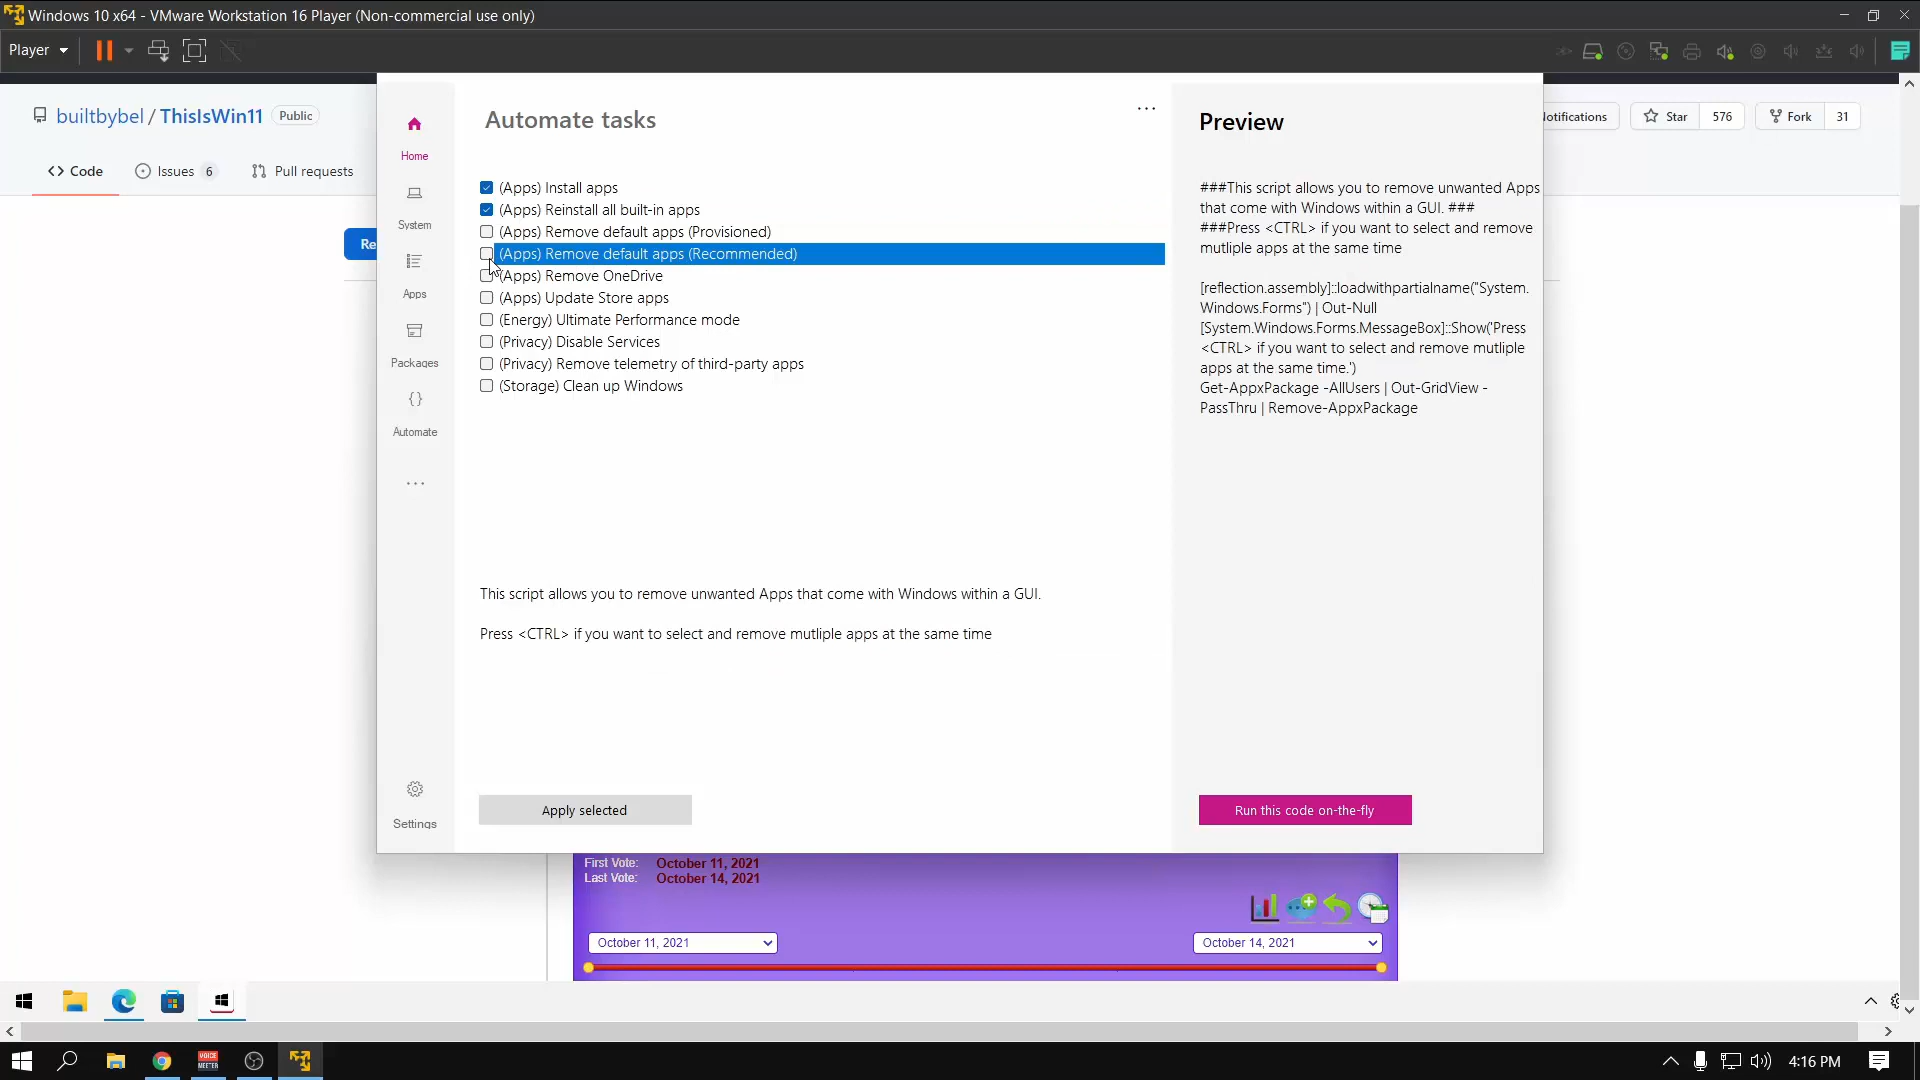 Windows 10 x64 - VMware Workstation 16 Player (Non-commercial use only)
Player
builtbybel / ThisIsWin11 Public
Notifications
Star 576
Fork 31
Code
Issues 6
Pull requests
Re
Home
System
Apps
Packages
Automate
Settings
Automate tasks
(Apps) Install apps
(Apps) Reinstall all built-in apps
(Apps) Remove default apps (Provisioned)
(Apps) Remove default apps (Recommended)
(Apps) Remove OneDrive
(Apps) Update Store apps
(Energy) Ultimate Performance mode
(Privacy) Disable Services
(Privacy) Remove telemetry of third-party apps
(Storage) Clean up Windows
This script allows you to remove unwanted Apps that come with Windows within a GUI.
Press <CTRL> if you want to select and remove mutliple apps at the same time
Apply selected
Preview
###This script allows you to remove unwanted Apps
that come with Windows within a GUI. ###
###Press <CTRL> if you want to select and remove
mutliple apps at the same time
[reflection.assembly]::loadwithpartialname("System.
Windows.Forms") | Out-Null
[System.Windows.Forms.MessageBox]::Show('Press
<CTRL> if you want to select and remove mutliple
apps at the same time.')
Get-AppxPackage -AllUsers | Out-GridView -
PassThru | Remove-AppxPackage
Run this code on-the-fly
First Vote: October 11, 2021
Last Vote: October 14, 2021
October 11, 2021
October 14, 2021
VOICE
MEETER
4:16 PM